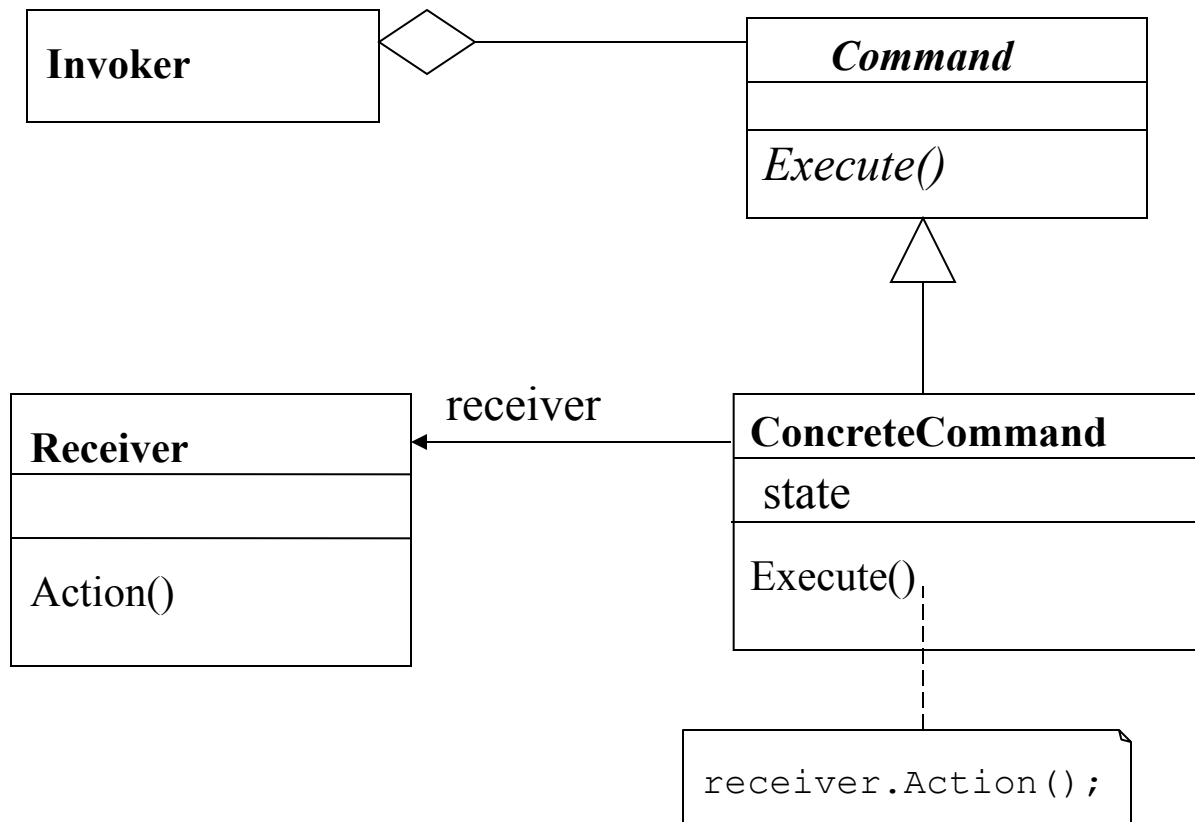 Invoker
Command
Execute()
receiver
Receiver
Action()
ConcreteCommand
state
Execute()
receiver.Action();